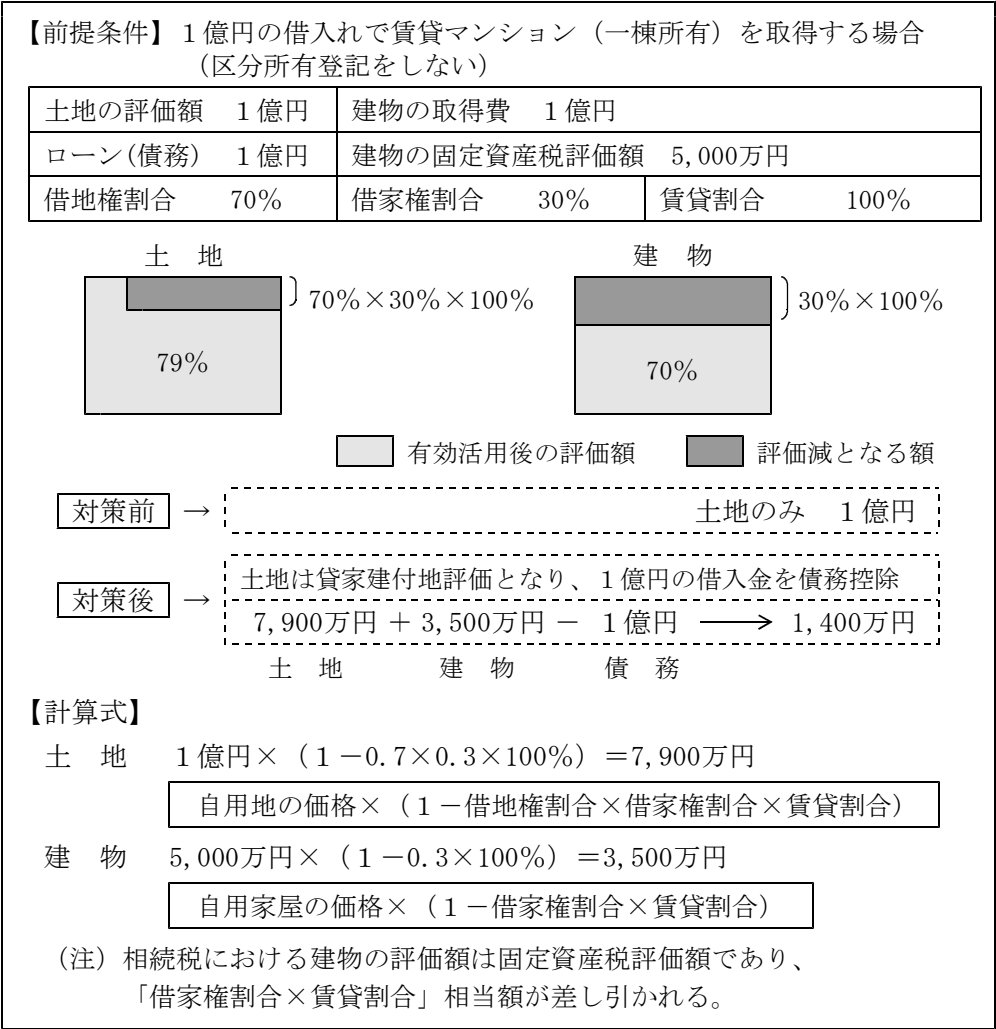 【前提条件】１億円の借入れで賃貸マンション（一棟所有）を取得する場合
（区分所有登記をしない）
土地の評価額　１億円　建物の取得費　１億円
ローン(債務)　１億円　建物の固定資産税評価額　5,000万円
借地権割合　70％　借家権割合　30％　賃貸割合　100％
土　地　建　物
70％×30％×100％　30％×100％
79％　70％
有効活用後の評価額　評価減となる額
対策前　→　土地のみ　１億円
土地は貸家建付地評価となり、１億円の借入金を債務控除
対策後　→
7,900万円 ＋ 3,500万円 － １億円 ⟶ 1,400万円
土　地　建　物　債　務
【計算式】
土　地　１億円×（１－0.7×0.3×100％）＝7,900万円
自用地の価格×（１－借地権割合×借家権割合×賃貸割合）
建　物　5,000万円×（１－0.3×100％）＝3,500万円
自用家屋の価格×（１－借家権割合×賃貸割合）
（注）相続税における建物の評価額は固定資産税評価額であり、
「借家権割合×賃貸割合」相当額が差し引かれる。